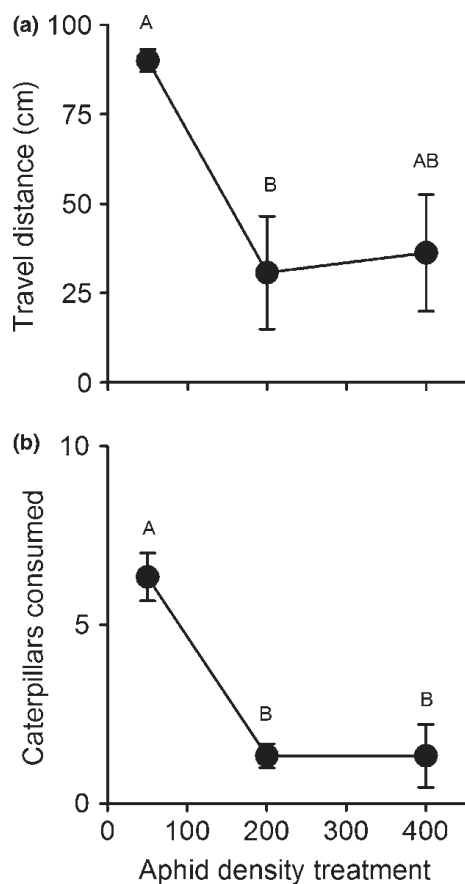 (a)
Travel distance (cm)
100
75
50
25
0
A
B
AB
(b)
Caterpillars consumed
10
5
0
A
B
B
0 100 200 300 400
Aphid density treatment